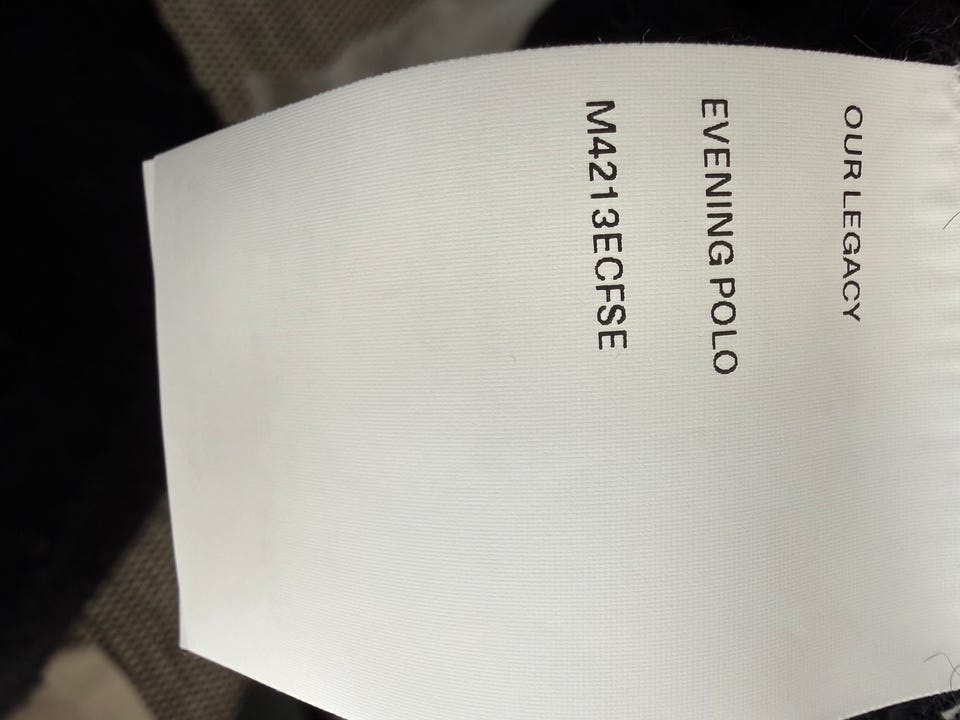 OUR LEGACY
EVENING POLO
M4213ECFSE